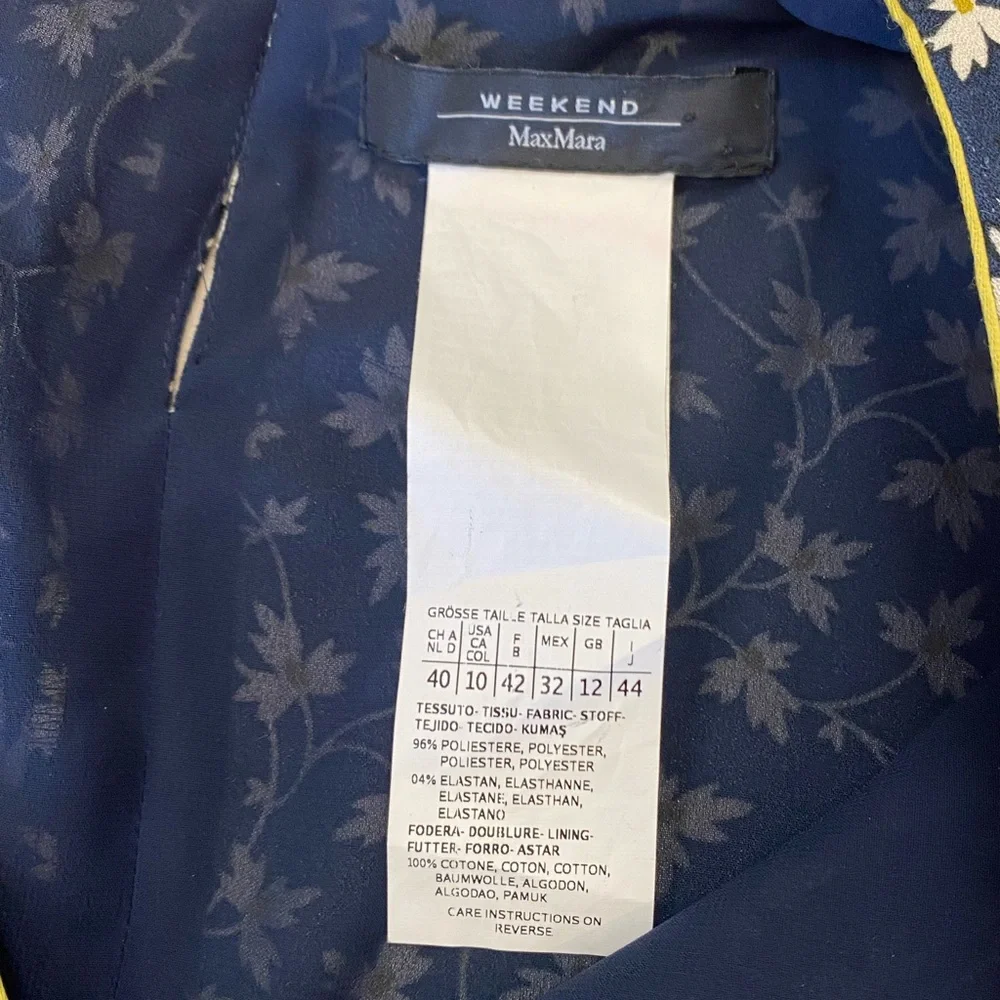 WEEKEND
MaxMara
GRÖSSE TAILLE TALLA SIZE TAGLIA
CH A NL D | USA CA COL | F B | MEX | GB | I J
40 | 10 | 42 | 32 | 12 | 44
TESSUTO- TISSU- FABRIC- STOFF-
TEJIDO- TECIDO- KUMAŞ
96% POLIESTERE, POLYESTER,
POLIESTER, POLYESTER
04% ELASTAN, ELASTHANNE,
ELASTANE, ELASTHAN,
ELASTANO
FODERA- DOUBLURE- LINING-
FUTTER- FORRO- ASTAR
100% COTONE, COTON, COTTON,
BAUMWOLLE, ALGODON,
ALGODAO, PAMUK
CARE INSTRUCTIONS ON
REVERSE